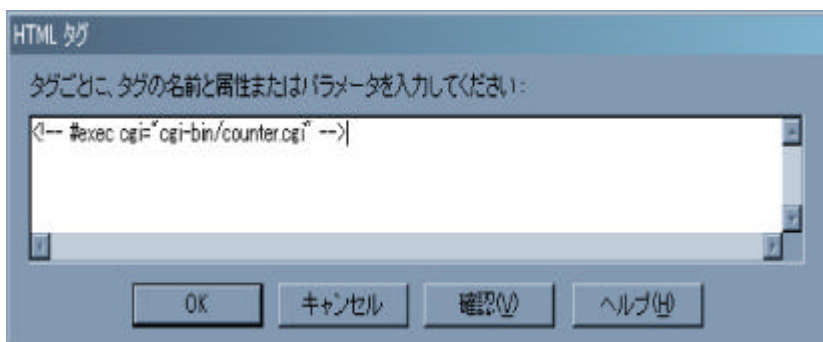 HTML タグ
タグごとに、タグの名前と属性またはパラメータを入力してください:
<!-- #exec cgi="cgi-bin/counter.cgi" -->
OK
キャンセル
確認(V)
ヘルプ(H)